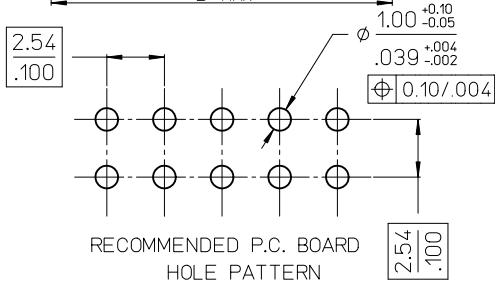 2.54
.100
⌀ 1.00 +0.10 -0.05
.039 +.004 -.002
⌖ 0.10/.004
2.54
.100
RECOMMENDED P.C. BOARD
HOLE PATTERN